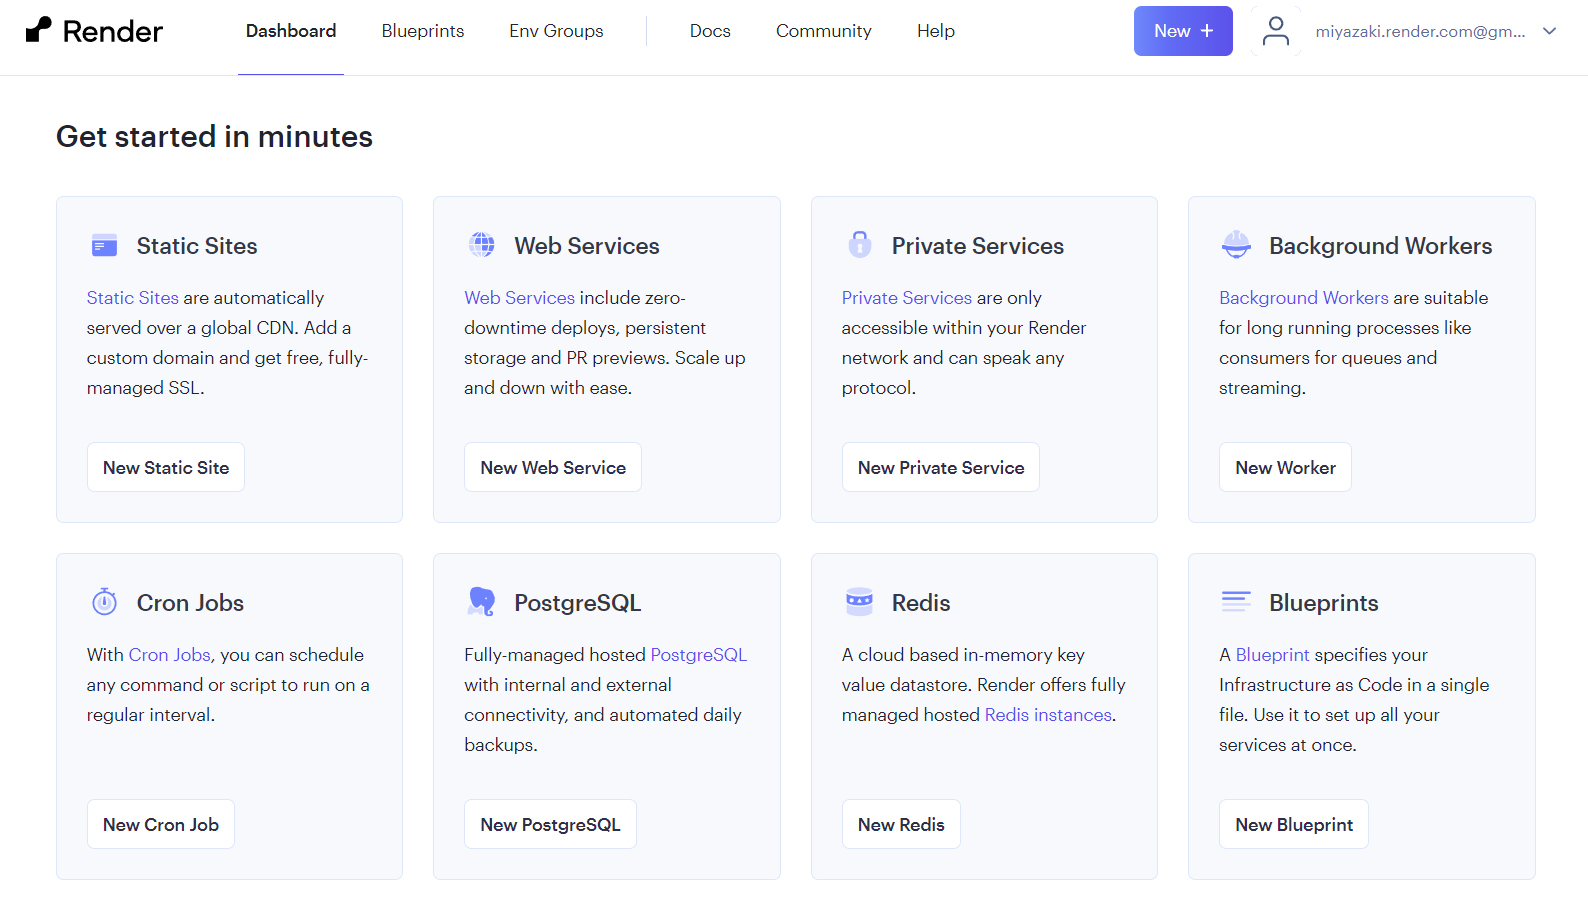 Render
Dashboard
Blueprints
Env Groups
Docs
Community
Help
New +
miyazaki.render.com@gm...
Get started in minutes
Static Sites
Static Sites are automatically
served over a global CDN. Add a
custom domain and get free, fully-
managed SSL.
New Static Site
Web Services
Web Services include zero-
downtime deploys, persistent
storage and PR previews. Scale up
and down with ease.
New Web Service
Private Services
Private Services are only
accessible within your Render
network and can speak any
protocol.
New Private Service
Background Workers
Background Workers are suitable
for long running processes like
consumers for queues and
streaming.
New Worker
Cron Jobs
With Cron Jobs, you can schedule
any command or script to run on a
regular interval.
New Cron Job
PostgreSQL
Fully-managed hosted PostgreSQL
with internal and external
connectivity, and automated daily
backups.
New PostgreSQL
Redis
A cloud based in-memory key
value datastore. Render offers fully
managed hosted Redis instances.
New Redis
Blueprints
A Blueprint specifies your
Infrastructure as Code in a single
file. Use it to set up all your
services at once.
New Blueprint